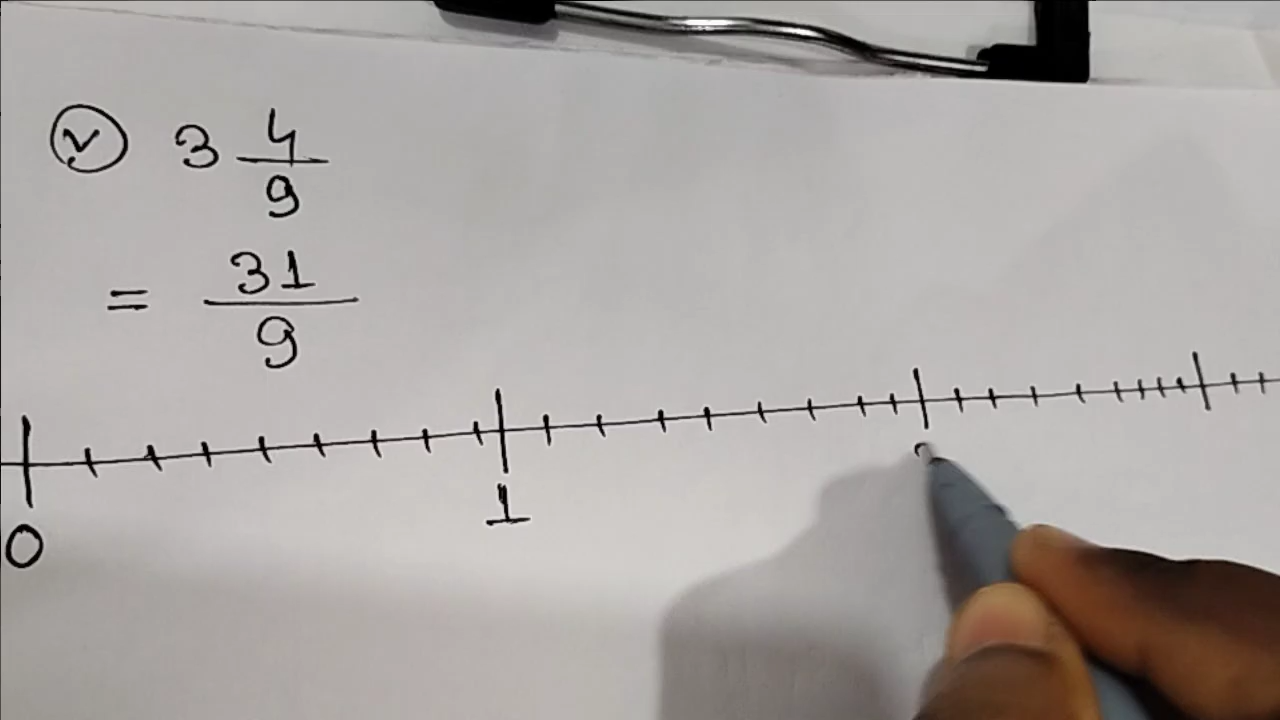 (v) 3 4/9
= 31/9
0 1